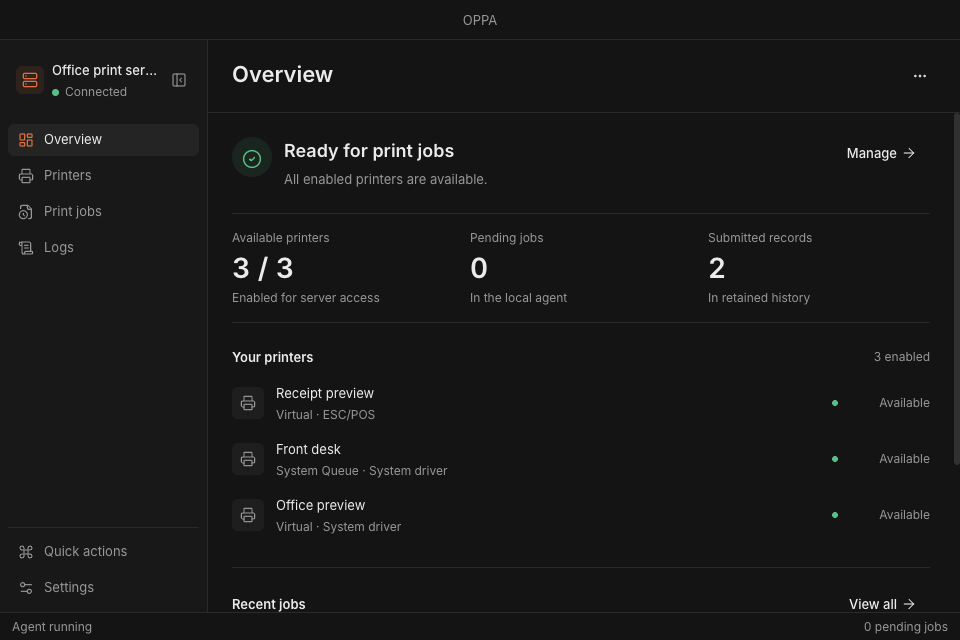 OPPA
Office print ser...
Connected
Overview
Printers
Print jobs
Logs
Quick actions
Settings
Overview
Ready for print jobs
All enabled printers are available.
Manage
Available printers
3 / 3
Enabled for server access
Pending jobs
0
In the local agent
Submitted records
2
In retained history
Your printers
3 enabled
Receipt preview
Virtual · ESC/POS
Available
Front desk
System Queue · System driver
Available
Office preview
Virtual · System driver
Available
Recent jobs
View all
Agent running
0 pending jobs